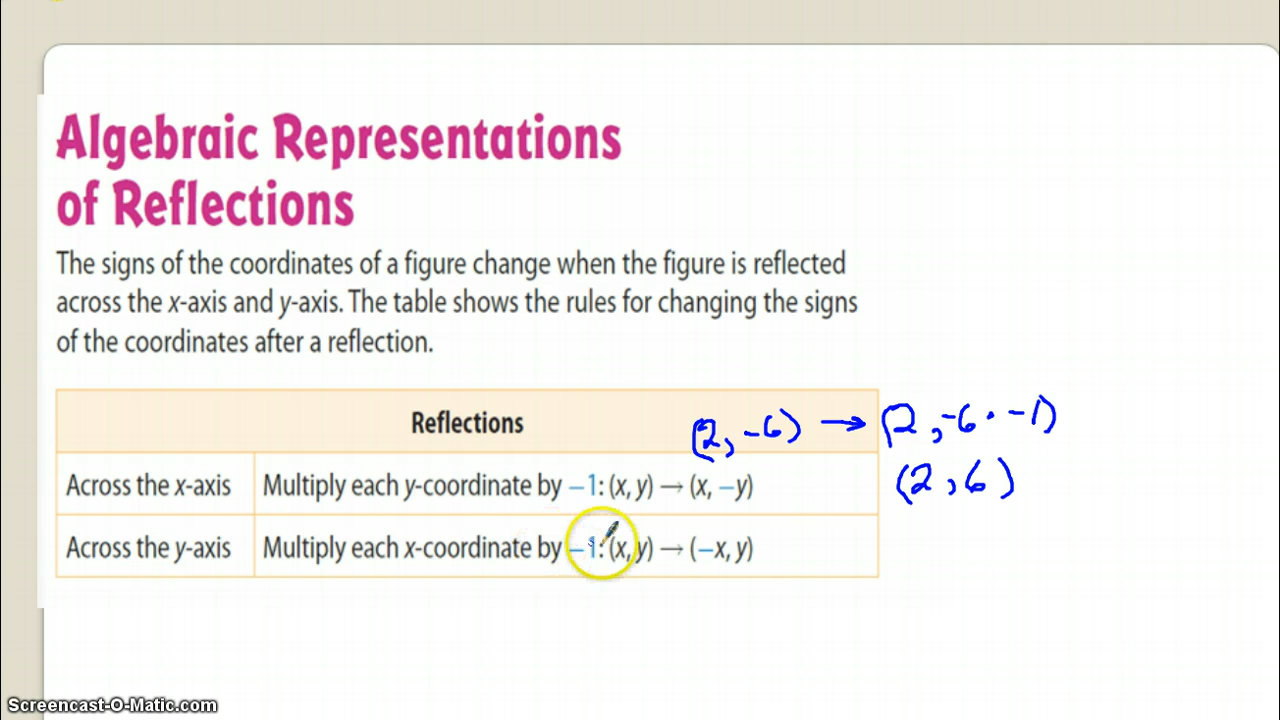 Algebraic Representations
of Reflections
The signs of the coordinates of a figure change when the figure is reflected
across the x-axis and y-axis. The table shows the rules for changing the signs
of the coordinates after a reflection.
Reflections
(2, -6) → (2, -6 · -1)
Across the x-axis Multiply each y-coordinate by −1: (x, y) → (x, −y)
(2, 6)
Across the y-axis Multiply each x-coordinate by −1: (x, y) → (−x, y)
Screencast-O-Matic.com